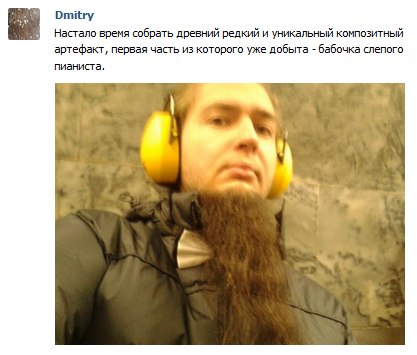 Dmitry
Настало время собрать древний редкий и уникальный композитный
артефакт, первая часть из которого уже добыта - бабочка слепого
пианиста.